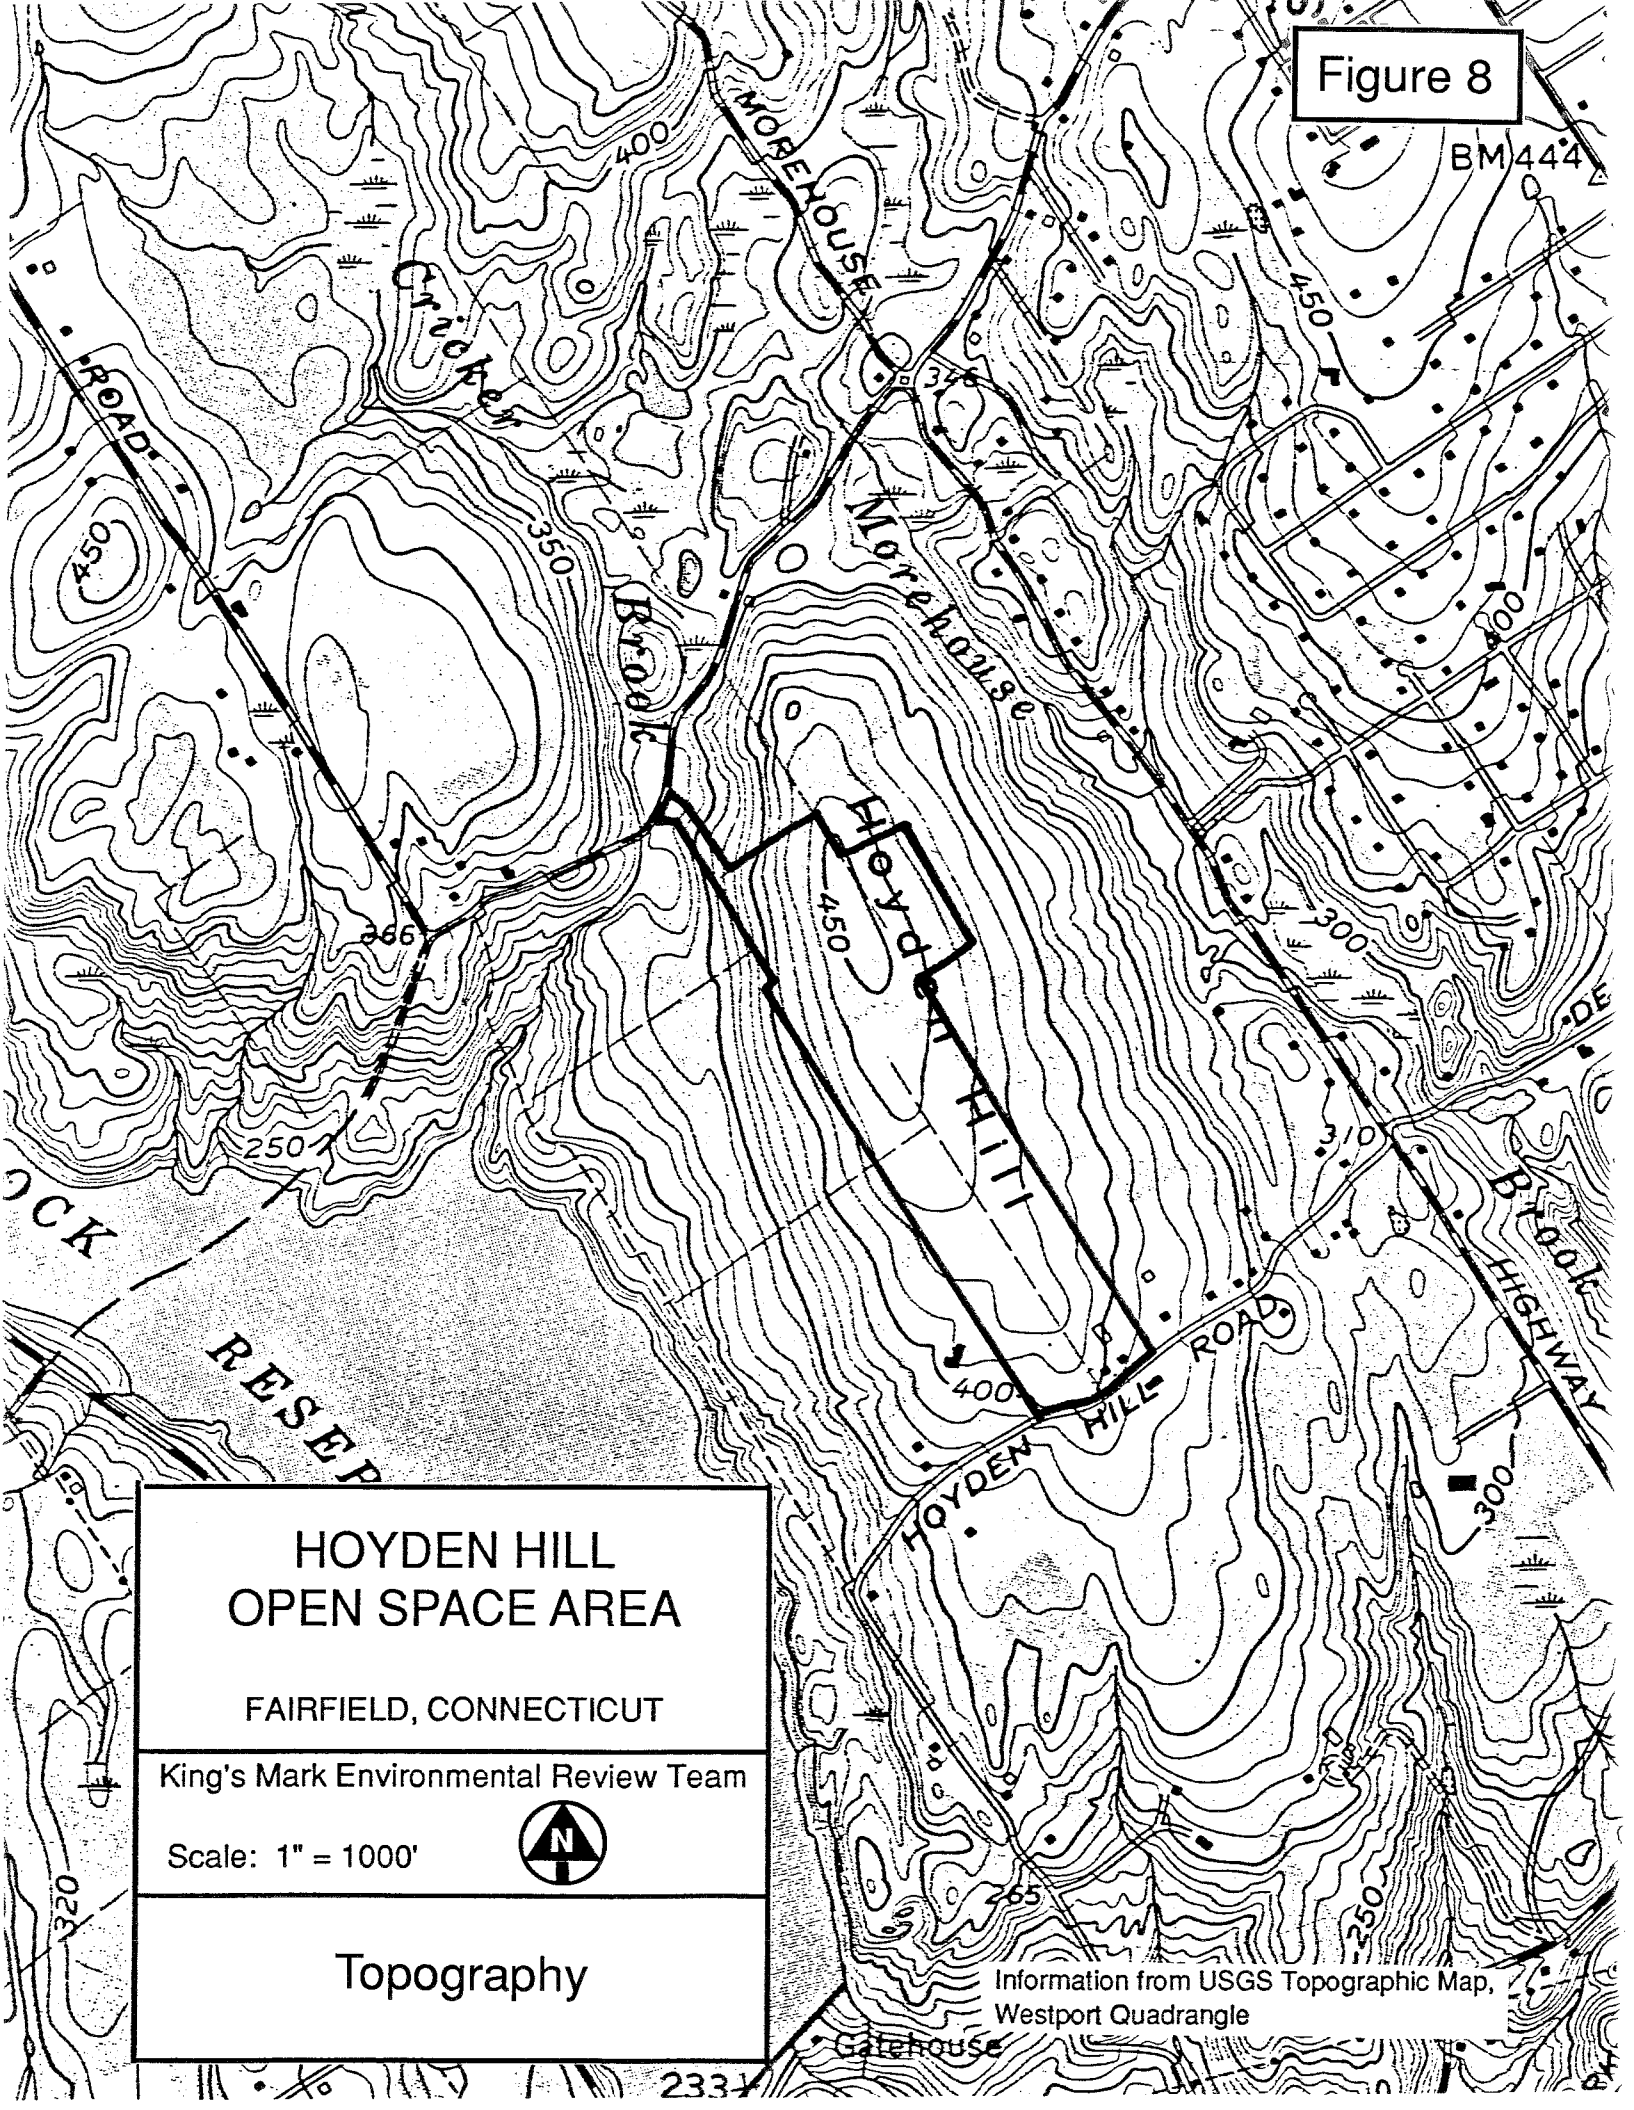 Figure 8
BM 444
MOREHOUSE
400
Cricker
450
346
ROAD
450
350
Morehouse
Brook
400
Hoyden Hill
450
300
366
DE
310
250
Brook
OCK
HIGHWAY
ROAD
RESER
400
HILL
HOYDEN
300
HOYDEN HILL
OPEN SPACE AREA
FAIRFIELD, CONNECTICUT
King's Mark Environmental Review Team
N
Scale: 1" = 1000'
320
265
250
Topography
Information from USGS Topographic Map,
Westport Quadrangle
Gatehouse
233